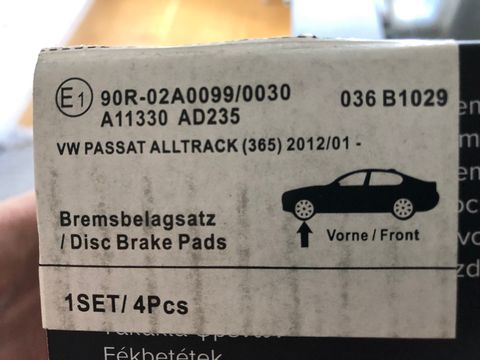 E1 90R-02A0099/0030 036 B1029
A11330 AD235
VW PASSAT ALLTRACK (365) 2012/01 -
Bremsbelagsatz
/ Disc Brake Pads
Vorne / Front
1SET/ 4Pcs
Fékbetétek